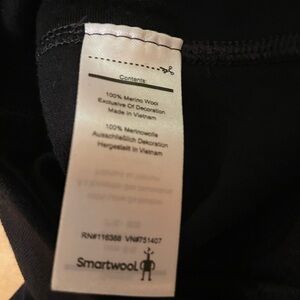 Contents:
100% Merino Wool
Exclusive Of Decoration
Made in Vietnam
100% Merinowolle
Ausschließlich Dekoration
Hergestellt in Vietnam
RN#116388 VN#751407
Smartwool